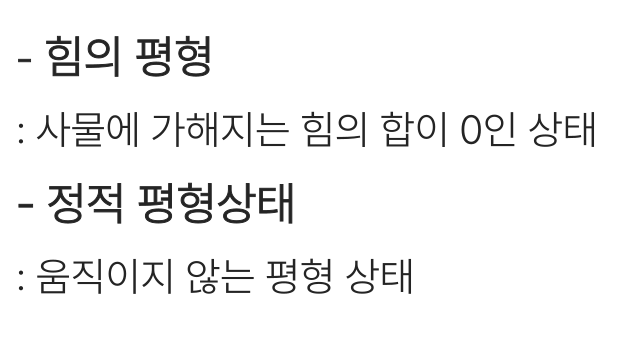 - 힘의 평형
: 사물에 가해지는 힘의 합이 0인 상태
- 정적 평형상태
: 움직이지 않는 평형 상태